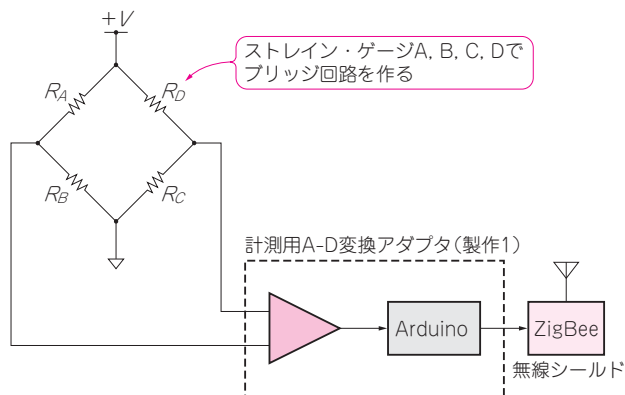 +V
ストレイン・ゲージA, B, C, Dで
ブリッジ回路を作る
RA
RD
RB
RC
計測用A-D変換アダプタ(製作1)
Arduino
ZigBee
無線シールド